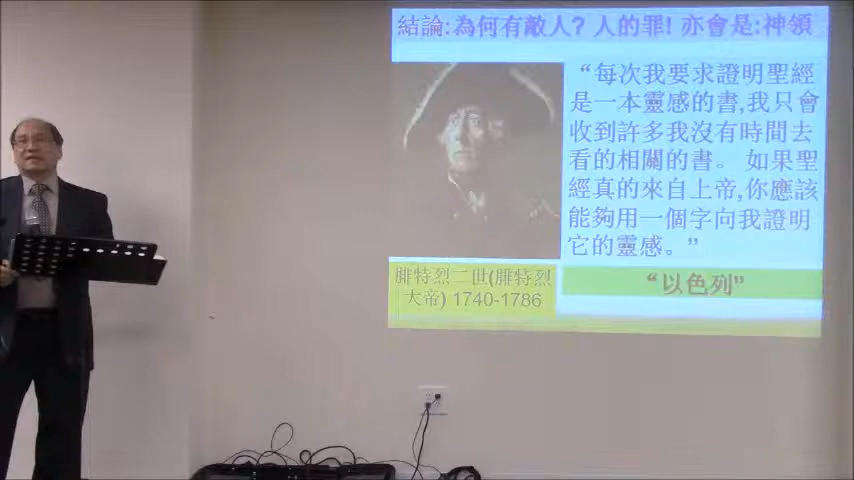 結論:為何有敵人? 人的罪! 亦會是:神領
“每次我要求證明聖經
是一本靈感的書,我只會
收到許多我沒有時間去
看的相關的書。 如果聖
經真的來自上帝,你應該
能夠用一個字向我證明
它的靈感。”
腓特烈二世(腓特烈
大帝) 1740-1786
“以色列”